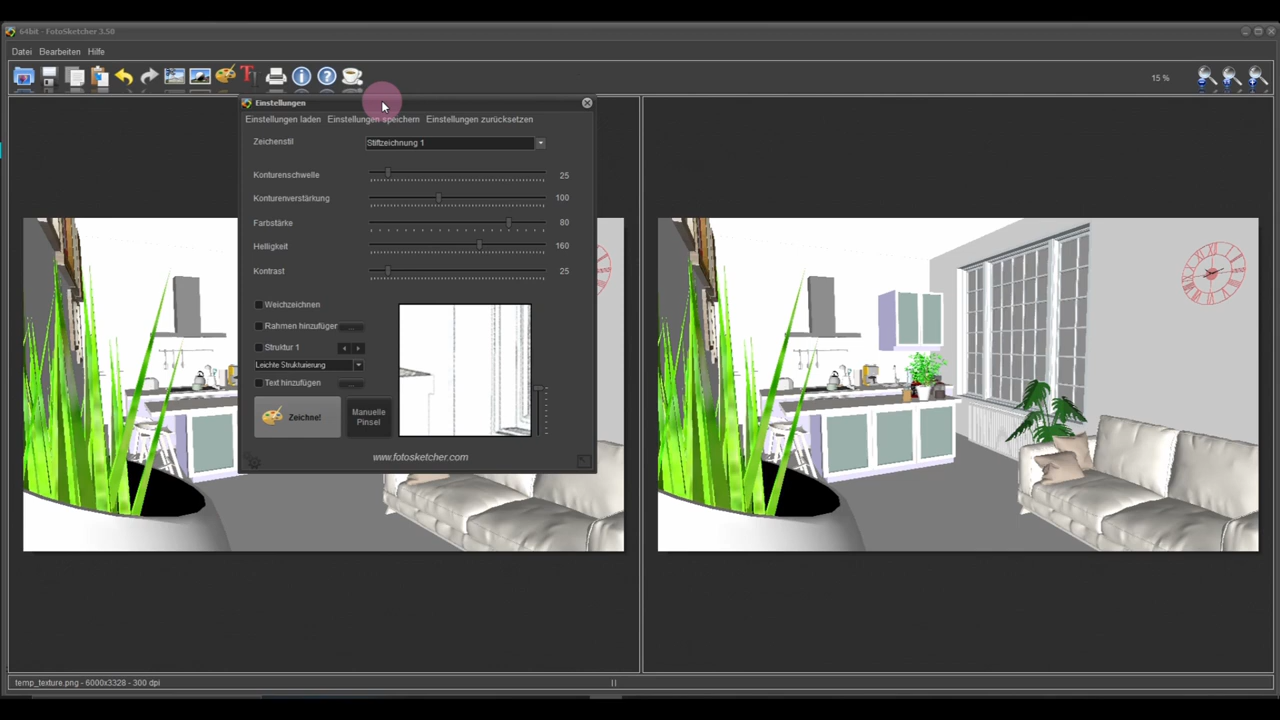 64bit - FotoSketcher 3.50
Datei Bearbeiten Hilfe
15 %
Einstellungen
Einstellungen laden Einstellungen speichern Einstellungen zurücksetzen
Zeichenstil Stiftzeichnung 1
Konturenschwelle 25
Konturenverstärkung 100
Farbstärke 80
Helligkeit 160
Kontrast 25
Weichzeichnen
Rahmen hinzufüger ...
Struktur 1
Leichte Strukturierung
Text hinzufügen ...
Zeichne!
Manuelle
Pinsel
www.fotosketcher.com
temp_texture.png - 6000x3328 - 300 dpi